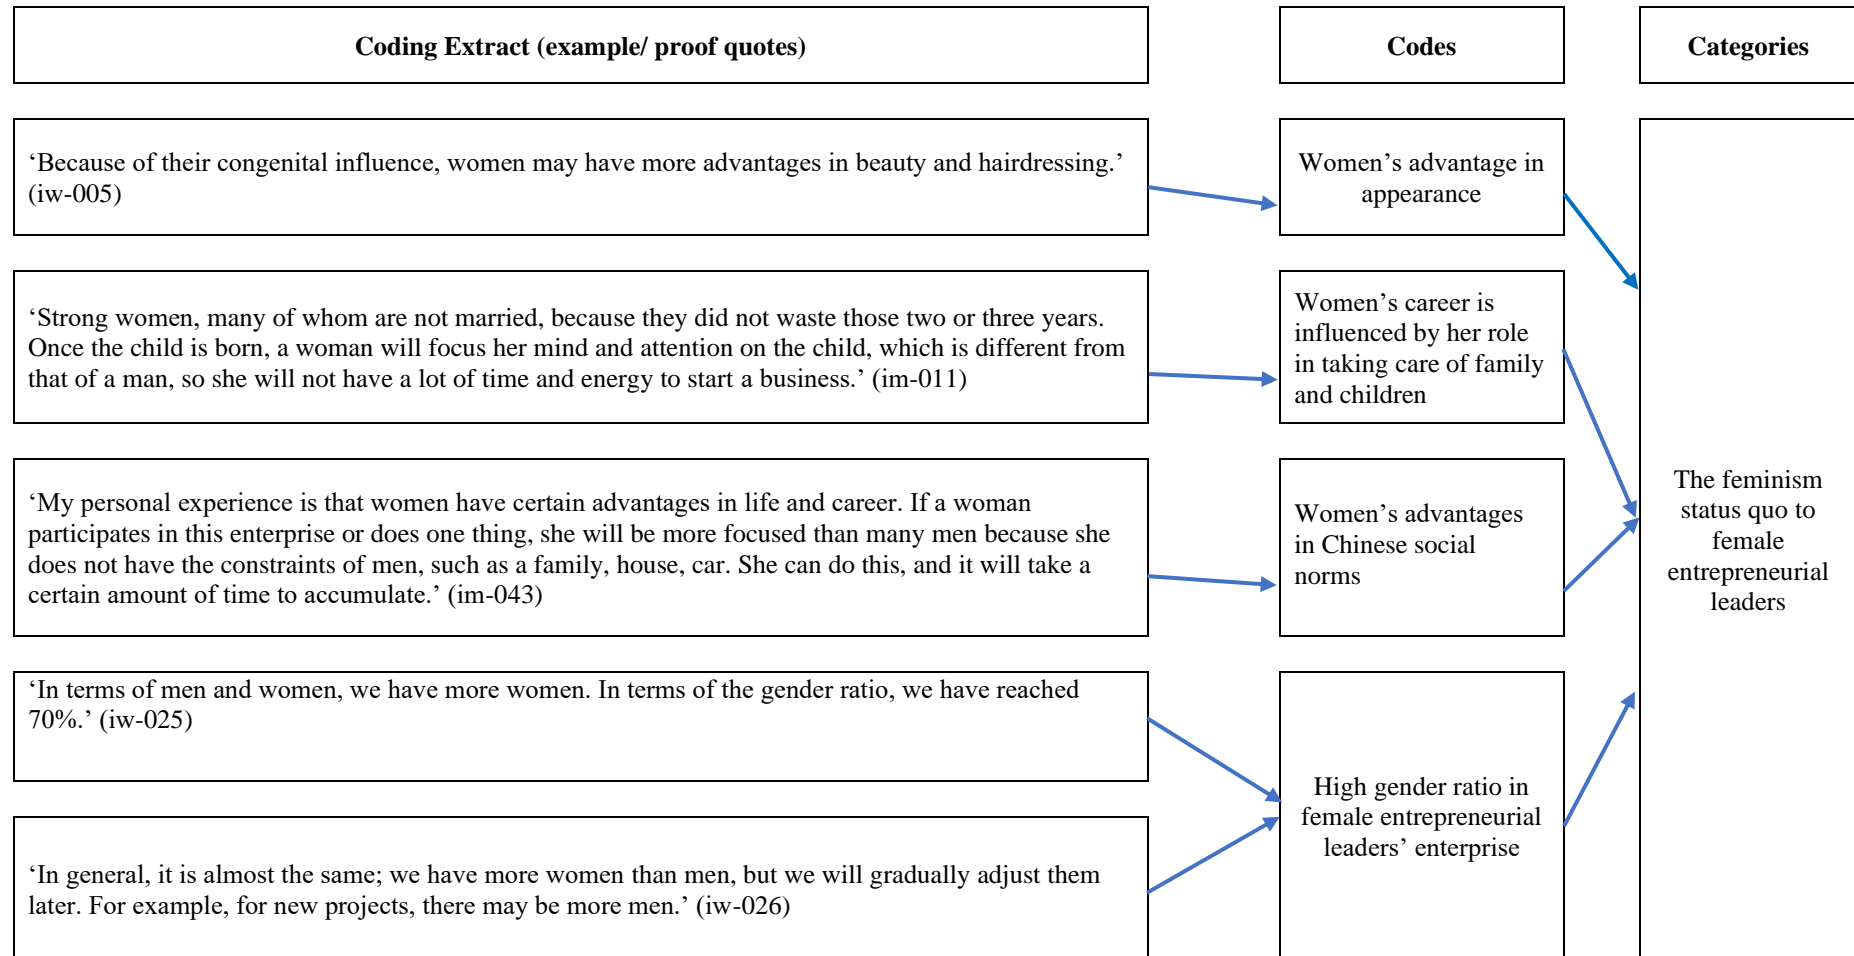 Coding Extract (example/ proof quotes)
Codes
Categories
‘Because of their congenital influence, women may have more advantages in beauty and hairdressing.’
(iw-005)
Women’s advantage in
appearance
‘Strong women, many of whom are not married, because they did not waste those two or three years.
Once the child is born, a woman will focus her mind and attention on the child, which is different from
that of a man, so she will not have a lot of time and energy to start a business.’ (im-011)
Women’s career is
influenced by her role
in taking care of family
and children
‘My personal experience is that women have certain advantages in life and career. If a woman
participates in this enterprise or does one thing, she will be more focused than many men because she
does not have the constraints of men, such as a family, house, car. She can do this, and it will take a
certain amount of time to accumulate.’ (im-043)
Women’s advantages
in Chinese social
norms
‘In terms of men and women, we have more women. In terms of the gender ratio, we have reached
70%.’ (iw-025)
‘In general, it is almost the same; we have more women than men, but we will gradually adjust them
later. For example, for new projects, there may be more men.’ (iw-026)
High gender ratio in
female entrepreneurial
leaders’ enterprise
The feminism
status quo to
female
entrepreneurial
leaders